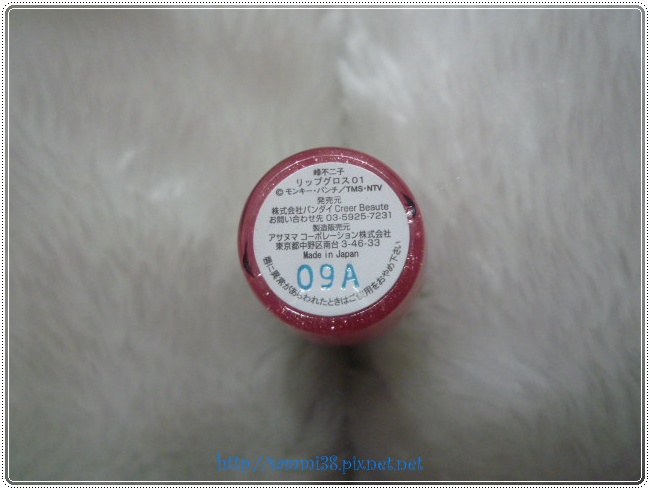 峰不二子
リップグロス 01
© モンキー・パンチ／TMS・NTV
発売元
株式会社バンダイ Creer Beaute
お問い合わせ先 03-5925-7231
製造販売元
アサヌマ コーポレーション株式会社
東京都中野区南台 3-46-33
Made in Japan
09A
に異常があらわれたときはご使用をおやめ下さい
http://sammi38.pixnet.net